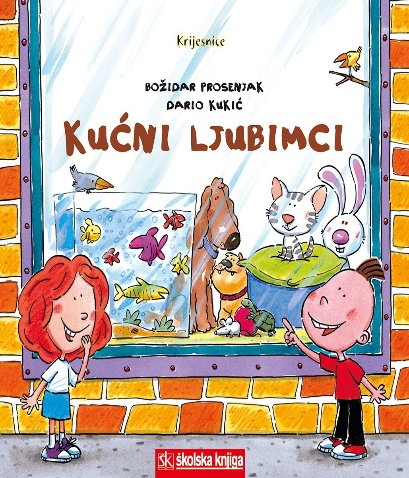 Krijesnice
BOŽIDAR PROSENJAK
DARIO KUKIĆ
KUĆNI LJUBIMCI
šk školska knjiga